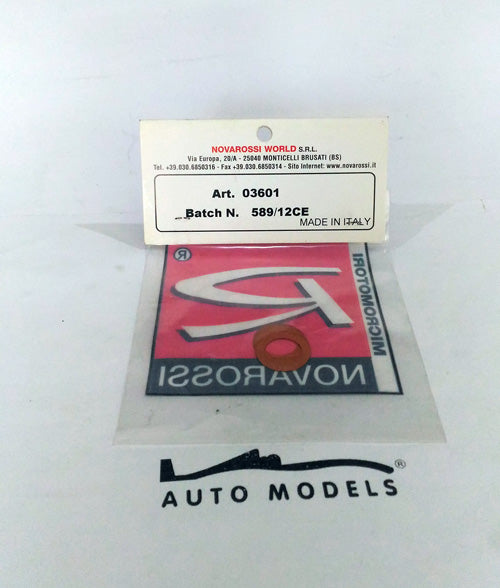 NOVAROSSI WORLD S.R.L.
Via Europa, 20/A - 25040 MONTICELLI BRUSATI (BS)
Tel. +39.030.6850316 - Fax +39.030.6850314 - Sito Internet: www.novarossi.it
Art. 03601
Batch N. 589/12CE
MADE IN ITALY
®
MICROMOTORI
NOVAROSSI
®
AUTO MODELS